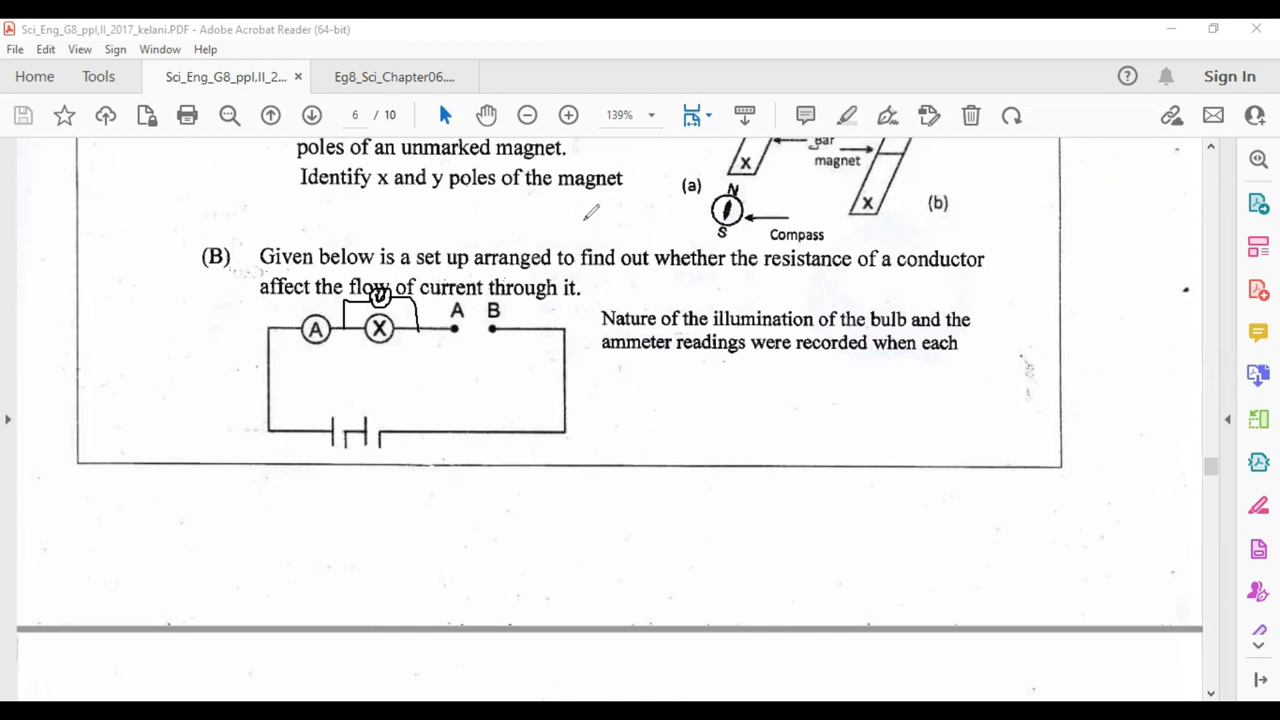 Sci_Eng_G8_ppl,II_2017_kelani.PDF - Adobe Acrobat Reader (64-bit)
File Edit View Sign Window Help
Home Tools Sci_Eng_G8_ppl,II_2... × Eg8_Sci_Chapter06.... Sign In
6 / 10 139%
poles of an unmarked magnet.
Identify x and y poles of the magnet
Bar
magnet
X
X
(a)
N
S
Compass
(b)
(B) Given below is a set up arranged to find out whether the resistance of a conductor
affect the flow of current through it.
V
A B
A X
Nature of the illumination of the bulb and the
ammeter readings were recorded when each